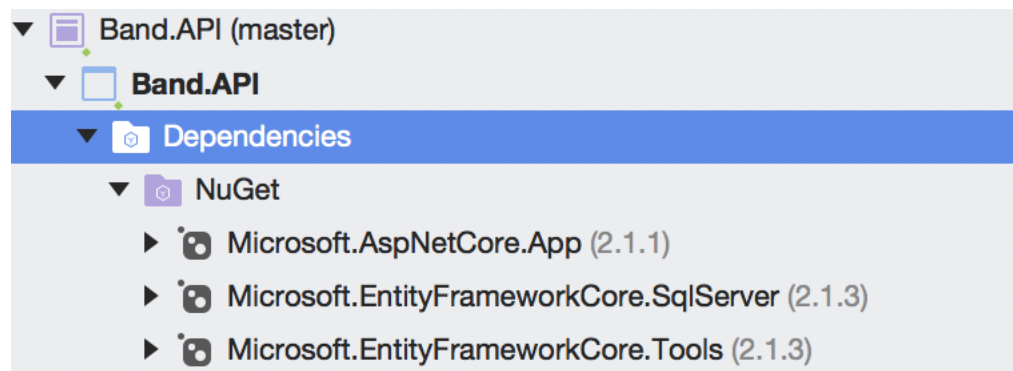 Band.API (master)
Band.API
Dependencies
NuGet
Microsoft.AspNetCore.App (2.1.1)
Microsoft.EntityFrameworkCore.SqlServer (2.1.3)
Microsoft.EntityFrameworkCore.Tools (2.1.3)